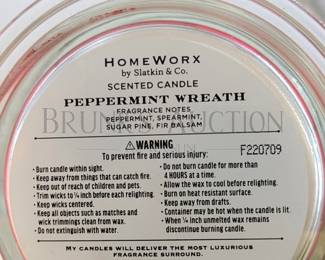 HOMEWORX
by Slatkin & Co.
SCENTED CANDLE
PEPPERMINT WREATH
FRAGRANCE NOTES
PEPPERMINT, SPEARMINT,
SUGAR PINE, FIR BALSAM
WARNING
To prevent fire and serious injury:
F220709
• Burn candle within sight.
• Keep away from things that can catch fire.
• Keep out of reach of children and pets.
• Trim wicks to ¼ inch before each relighting.
• Keep wicks centered.
• Keep all objects such as matches and
wick trimmings clean from wax.
• Do not extinguish with water.
• Do not burn candle for more than
4 HOURS at a time.
• Allow the wax to cool before relighting.
• Burn on heat resistant surface.
• Keep away from drafts.
• Container may be hot when the candle is lit.
• When ¼ inch unmelted wax remains
discontinue burning candle.
MY CANDLES WILL DELIVER THE MOST LUXURIOUS
FRAGRANCE SURROUND.